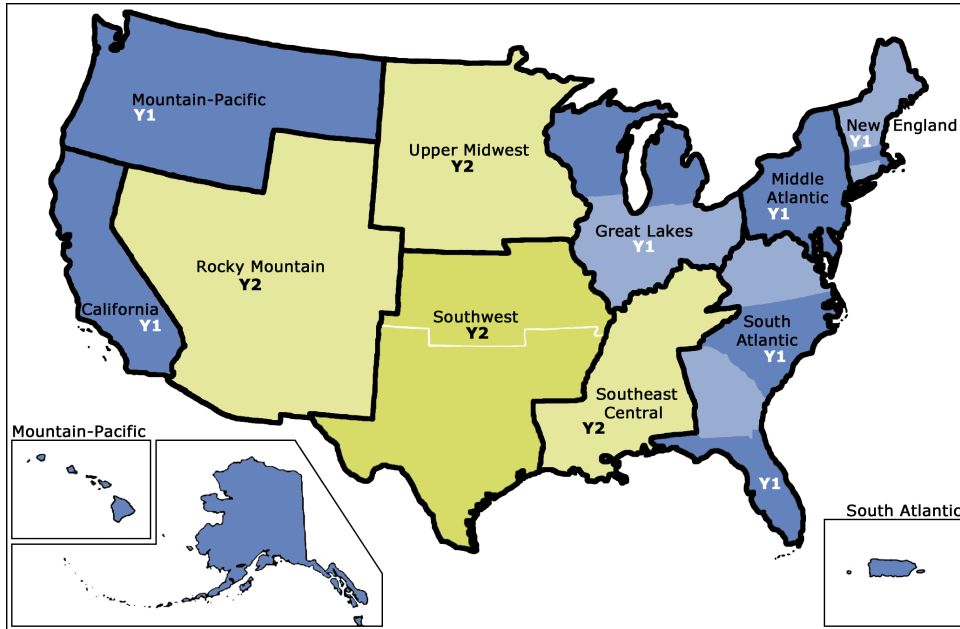 Mountain-Pacific
Y1
New England
Y1
Upper Midwest
Y2
Middle
Atlantic
Y1
Great Lakes
Y1
Rocky Mountain
Y2
California
Y1
Southwest
Y2
South
Atlantic
Y1
Southeast
Central
Y2
Y1
Mountain-Pacific
South Atlantic